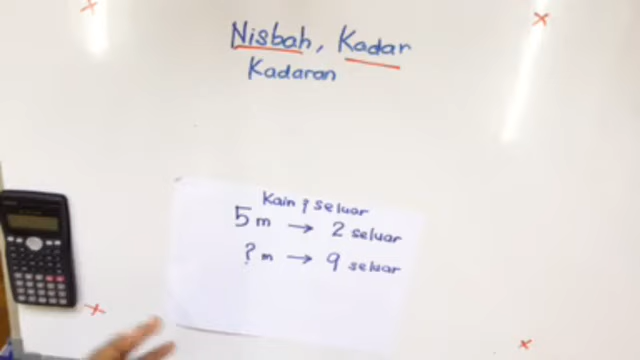 Nisbah, Kadar
Kadaran
Kain & seluar
5 m → 2 seluar
? m → 9 seluar